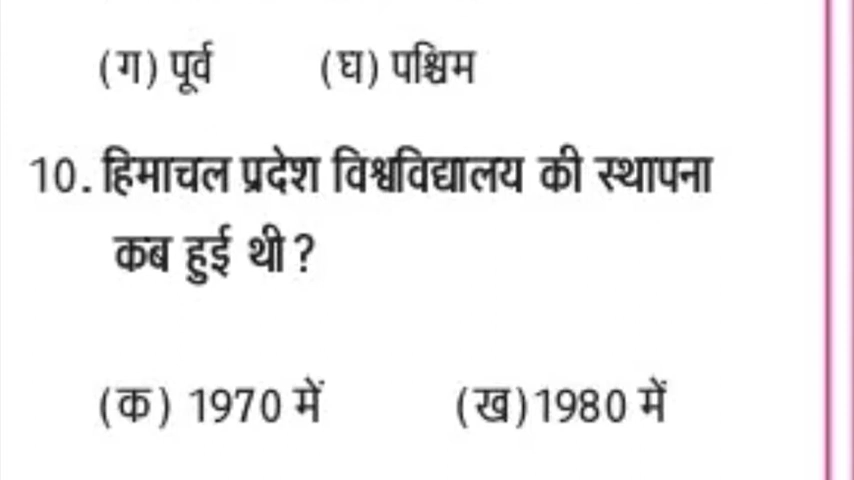 (ग) पूर्व (घ) पश्चिम
10. हिमाचल प्रदेश विश्वविद्यालय की स्थापना
कब हुई थी?
(क) 1970 में (ख)1980 में